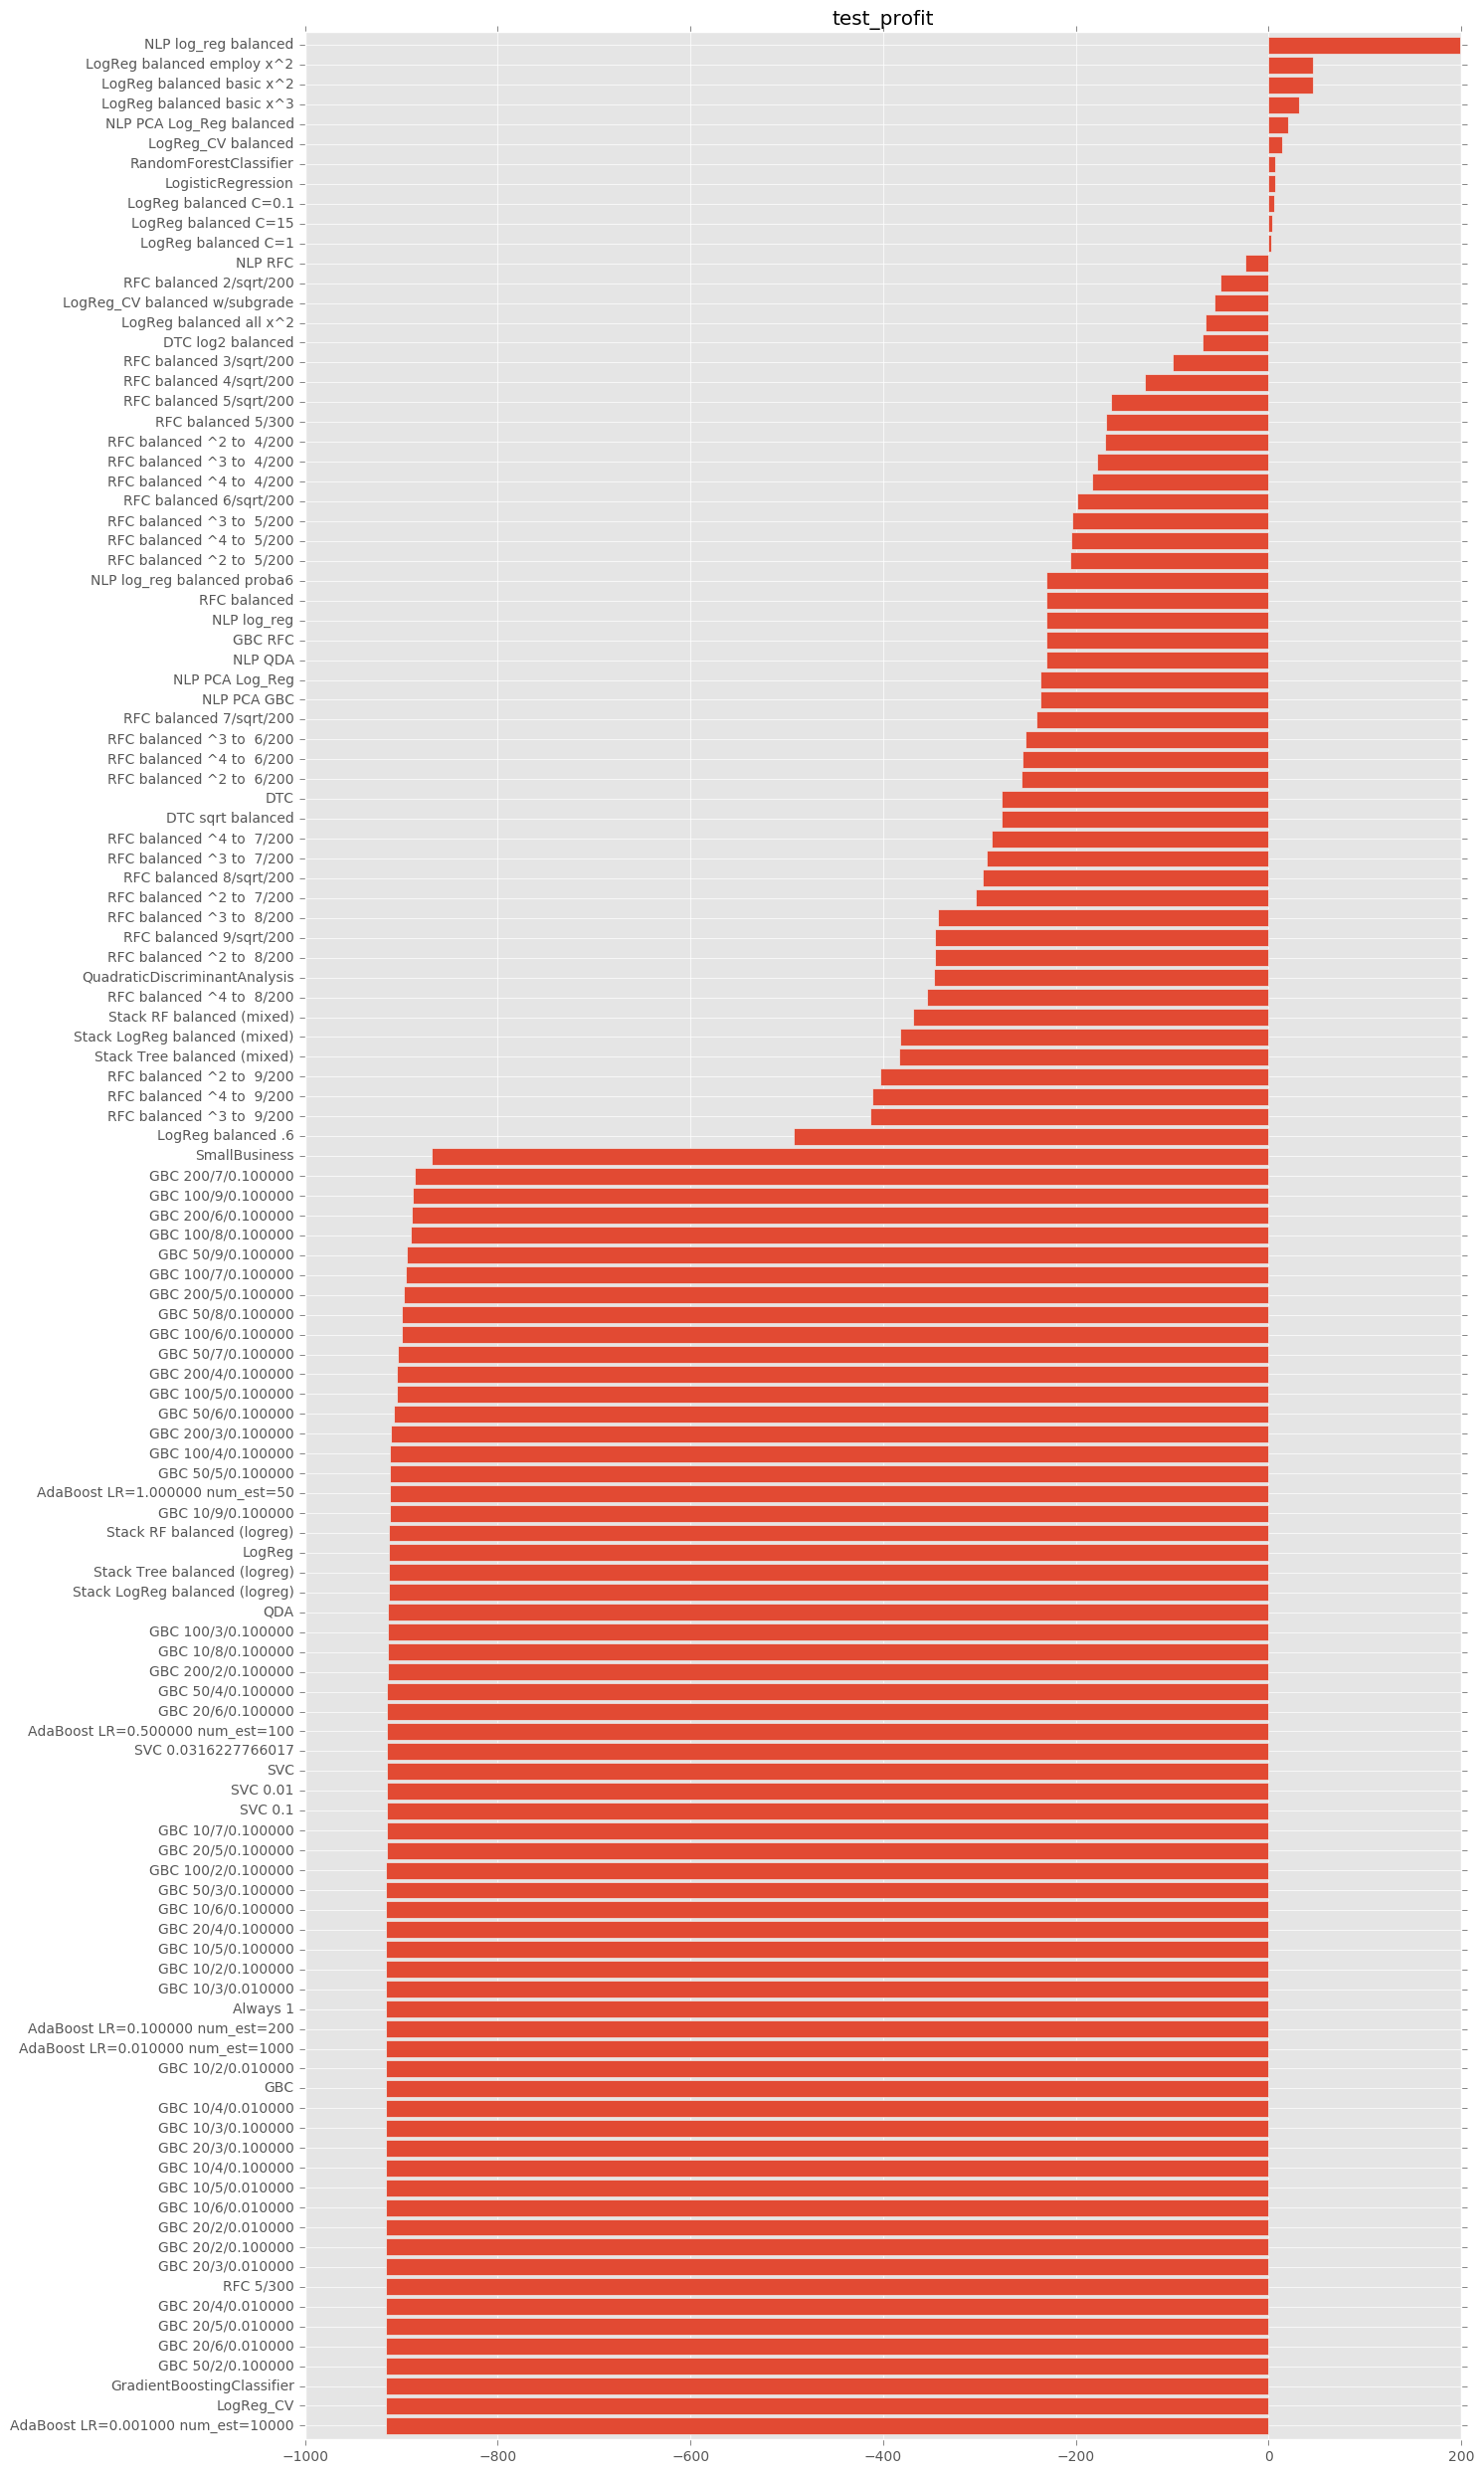 test_profit
NLP log_reg balanced
LogReg balanced employ x^2
LogReg balanced basic x^2
LogReg balanced basic x^3
NLP PCA Log_Reg balanced
LogReg_CV balanced
RandomForestClassifier
LogisticRegression
LogReg balanced C=0.1
LogReg balanced C=15
LogReg balanced C=1
NLP RFC
RFC balanced 2/sqrt/200
LogReg_CV balanced w/subgrade
LogReg balanced all x^2
DTC log2 balanced
RFC balanced 3/sqrt/200
RFC balanced 4/sqrt/200
RFC balanced 5/sqrt/200
RFC balanced 5/300
RFC balanced ^2 to  4/200
RFC balanced ^3 to  4/200
RFC balanced ^4 to  4/200
RFC balanced 6/sqrt/200
RFC balanced ^3 to  5/200
RFC balanced ^4 to  5/200
RFC balanced ^2 to  5/200
NLP log_reg balanced proba6
RFC balanced
NLP log_reg
GBC RFC
NLP QDA
NLP PCA Log_Reg
NLP PCA GBC
RFC balanced 7/sqrt/200
RFC balanced ^3 to  6/200
RFC balanced ^4 to  6/200
RFC balanced ^2 to  6/200
DTC
DTC sqrt balanced
RFC balanced ^4 to  7/200
RFC balanced ^3 to  7/200
RFC balanced 8/sqrt/200
RFC balanced ^2 to  7/200
RFC balanced ^3 to  8/200
RFC balanced 9/sqrt/200
RFC balanced ^2 to  8/200
QuadraticDiscriminantAnalysis
RFC balanced ^4 to  8/200
Stack RF balanced (mixed)
Stack LogReg balanced (mixed)
Stack Tree balanced (mixed)
RFC balanced ^2 to  9/200
RFC balanced ^4 to  9/200
RFC balanced ^3 to  9/200
LogReg balanced .6
SmallBusiness
GBC 200/7/0.100000
GBC 100/9/0.100000
GBC 200/6/0.100000
GBC 100/8/0.100000
GBC 50/9/0.100000
GBC 100/7/0.100000
GBC 200/5/0.100000
GBC 50/8/0.100000
GBC 100/6/0.100000
GBC 50/7/0.100000
GBC 200/4/0.100000
GBC 100/5/0.100000
GBC 50/6/0.100000
GBC 200/3/0.100000
GBC 100/4/0.100000
GBC 50/5/0.100000
AdaBoost LR=1.000000 num_est=50
GBC 10/9/0.100000
Stack RF balanced (logreg)
LogReg
Stack Tree balanced (logreg)
Stack LogReg balanced (logreg)
QDA
GBC 100/3/0.100000
GBC 10/8/0.100000
GBC 200/2/0.100000
GBC 50/4/0.100000
GBC 20/6/0.100000
AdaBoost LR=0.500000 num_est=100
SVC 0.0316227766017
SVC
SVC 0.01
SVC 0.1
GBC 10/7/0.100000
GBC 20/5/0.100000
GBC 100/2/0.100000
GBC 50/3/0.100000
GBC 10/6/0.100000
GBC 20/4/0.100000
GBC 10/5/0.100000
GBC 10/2/0.100000
GBC 10/3/0.010000
Always 1
AdaBoost LR=0.100000 num_est=200
AdaBoost LR=0.010000 num_est=1000
GBC 10/2/0.010000
GBC
GBC 10/4/0.010000
GBC 10/3/0.100000
GBC 20/3/0.100000
GBC 10/4/0.100000
GBC 10/5/0.010000
GBC 10/6/0.010000
GBC 20/2/0.010000
GBC 20/2/0.100000
GBC 20/3/0.010000
RFC 5/300
GBC 20/4/0.010000
GBC 20/5/0.010000
GBC 20/6/0.010000
GBC 50/2/0.100000
GradientBoostingClassifier
LogReg_CV
AdaBoost LR=0.001000 num_est=10000
−1000 −800 −600 −400 −200 0 200